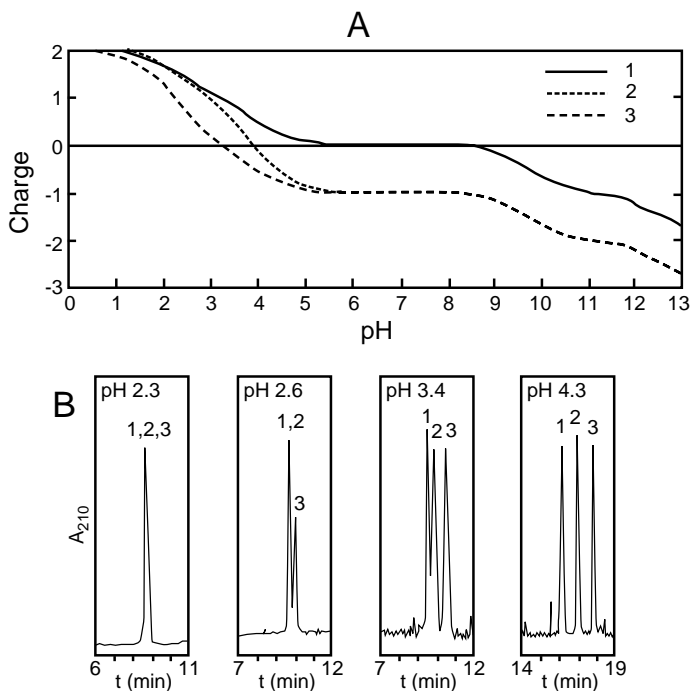 A
2
1
0
-1
-2
-3
Charge
1
2
3
0 1 2 3 4 5 6 7 8 9 10 11 12 13
pH
B
pH 2.3
1,2,3
A210
6 11
t (min)
pH 2.6
1,2
3
7 12
t (min)
pH 3.4
1
2 3
7 12
t (min)
pH 4.3
1 2 3
14 19
t (min)